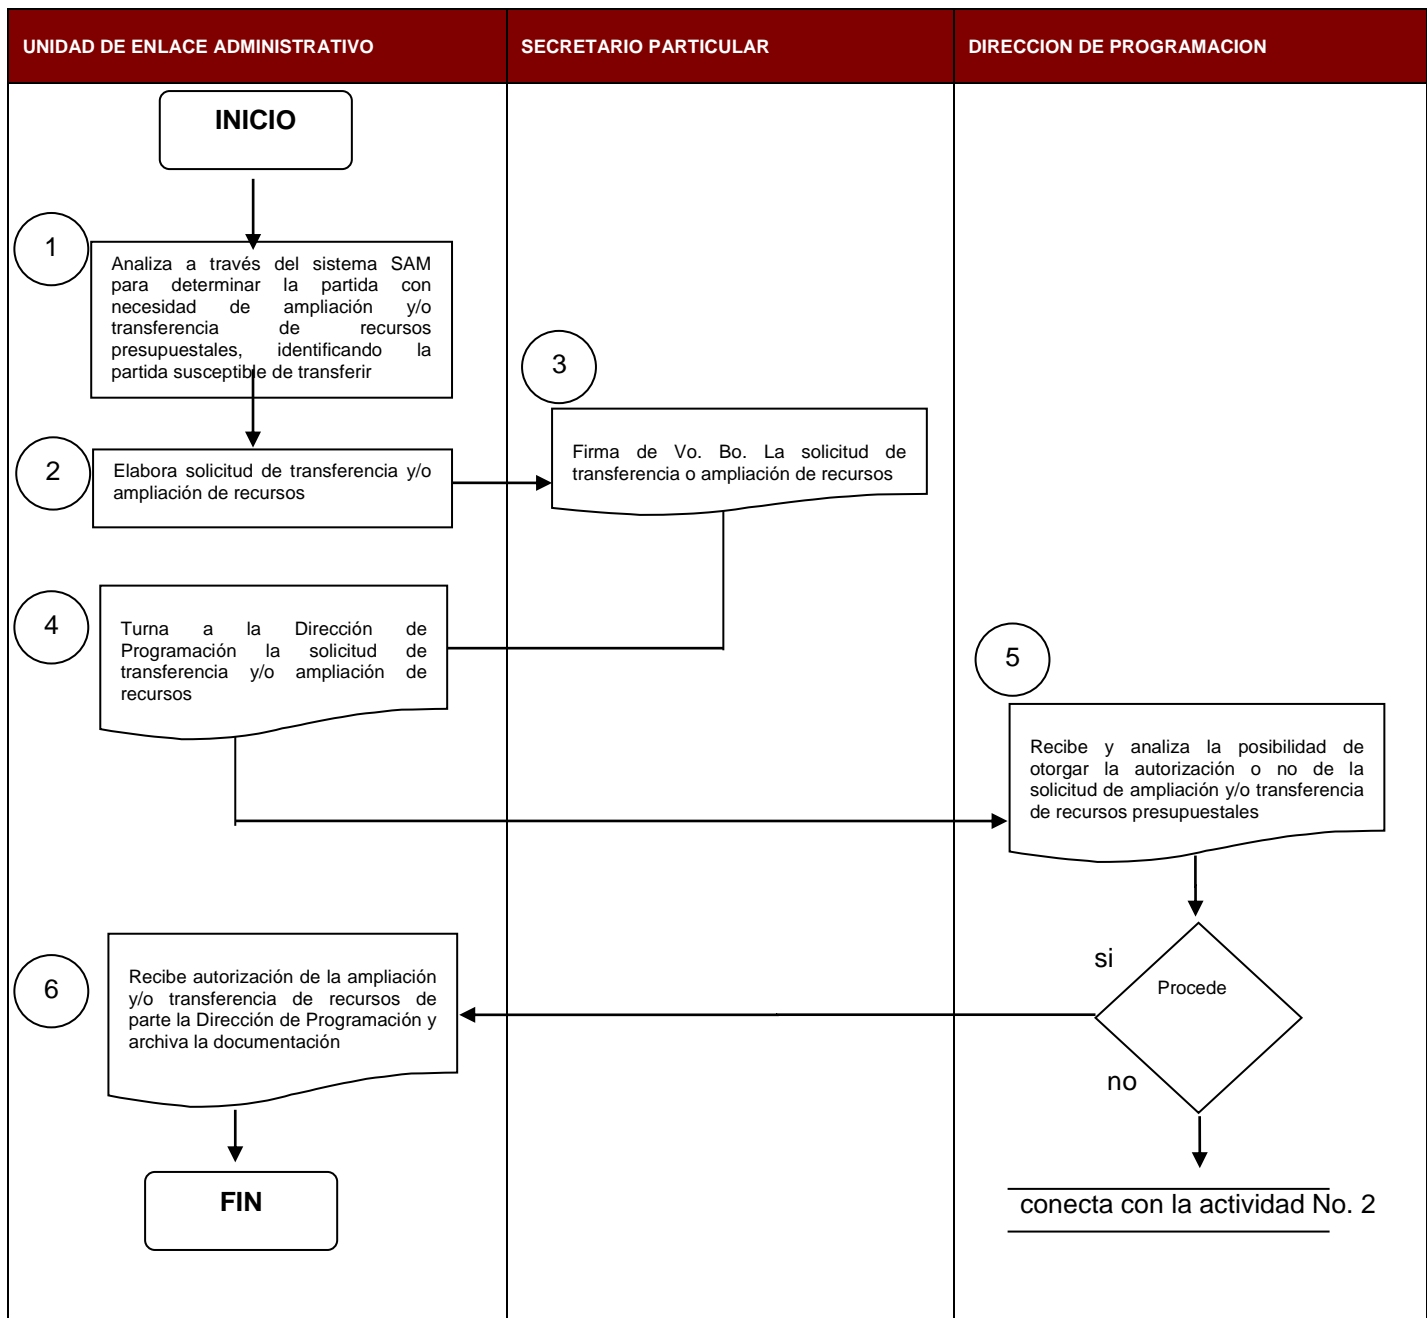 UNIDAD DE ENLACE ADMINISTRATIVO
SECRETARIO PARTICULAR
DIRECCION DE PROGRAMACION
INICIO
1
Analiza a través del sistema SAM
para determinar la partida con
necesidad de ampliación y/o
transferencia de recursos
presupuestales, identificando la
partida susceptible de transferir
2
Elabora solicitud de transferencia y/o
ampliación de recursos
3
Firma de Vo. Bo. La solicitud de
transferencia o ampliación de recursos
4
Turna a la Dirección de
Programación la solicitud de
transferencia y/o ampliación de
recursos
5
Recibe y analiza la posibilidad de
otorgar la autorización o no de la
solicitud de ampliación y/o transferencia
de recursos presupuestales
si
Procede
no
6
Recibe autorización de la ampliación
y/o transferencia de recursos de
parte la Dirección de Programación y
archiva la documentación
FIN
conecta con la actividad No. 2